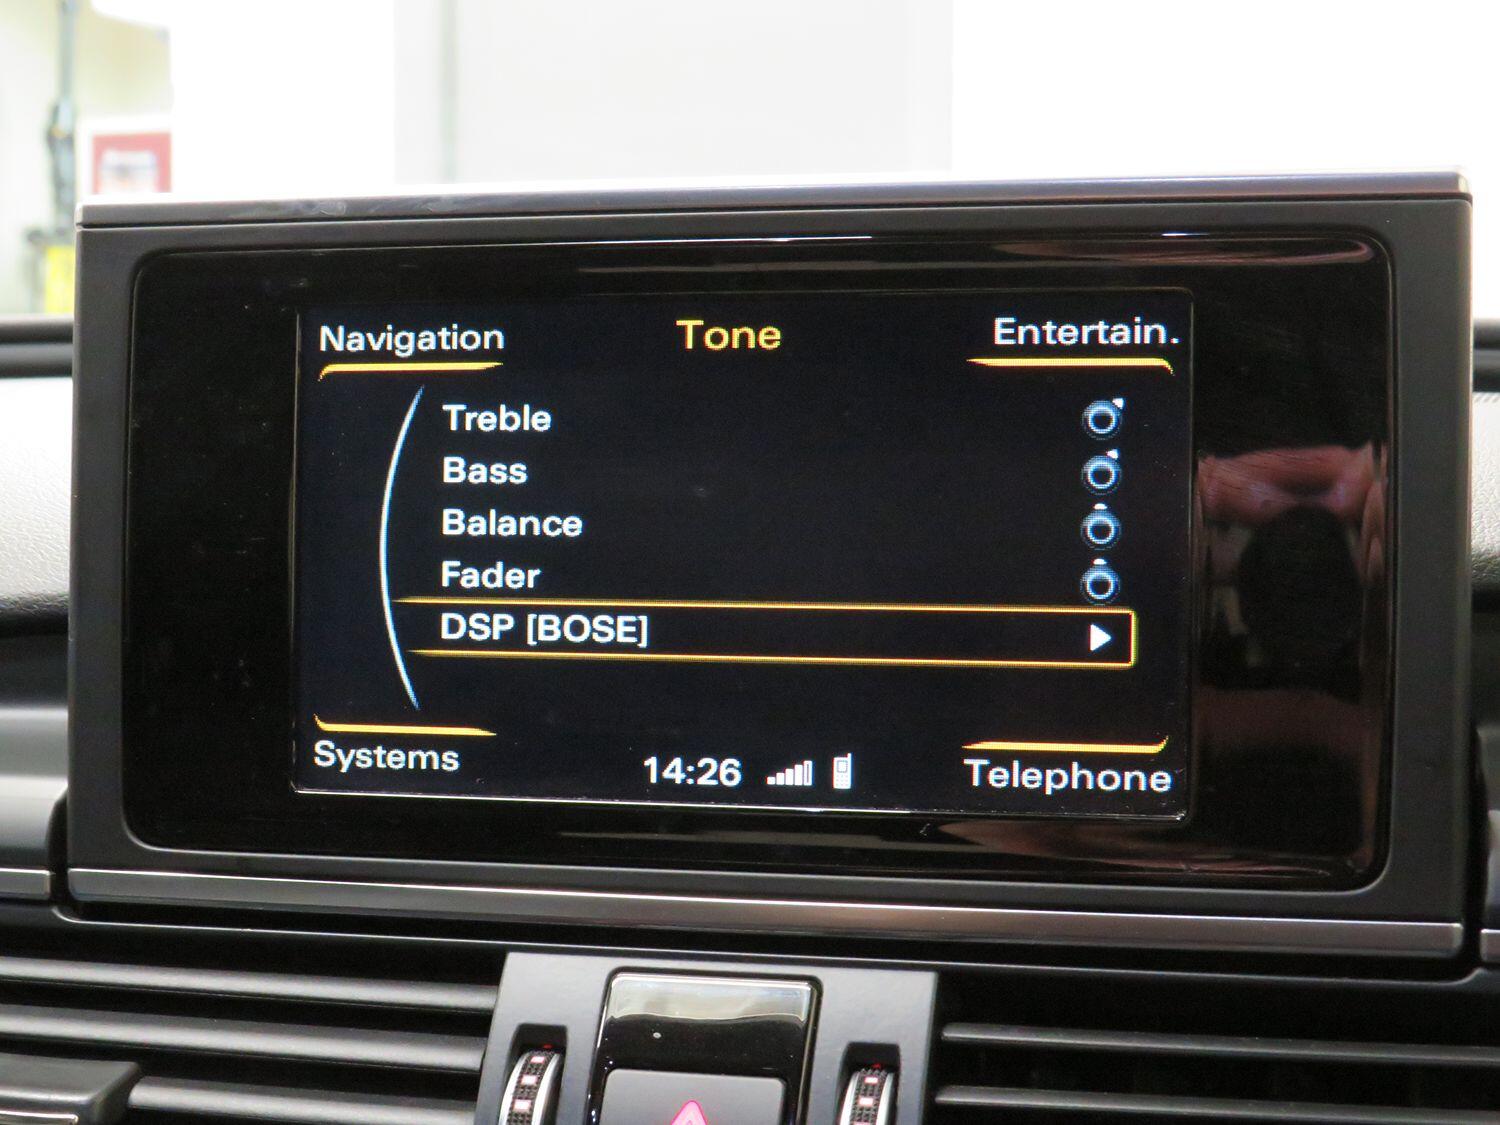 Navigation
Tone
Entertain.
Treble
Bass
Balance
Fader
DSP [BOSE]
Systems
14:26
Telephone